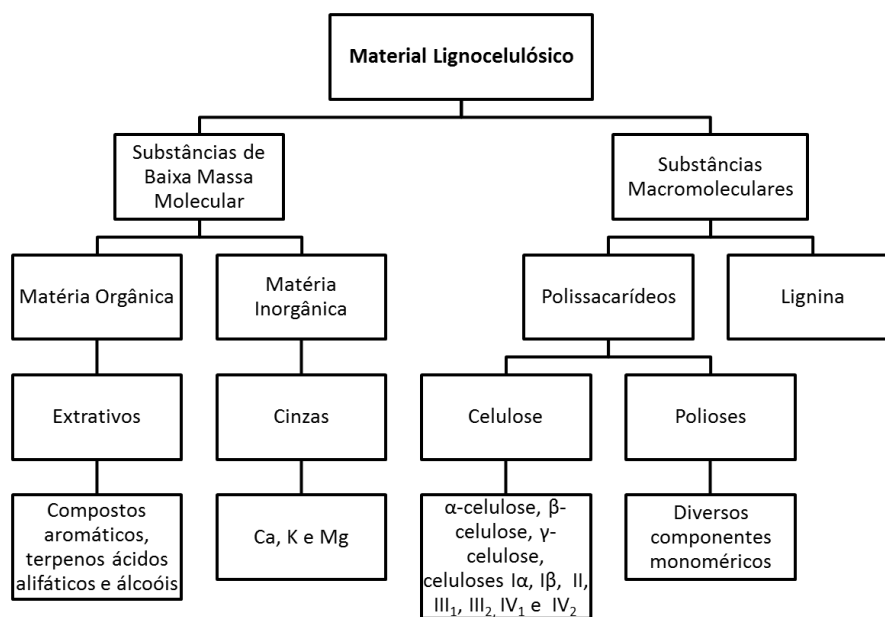 Material Lignocelulósico
Substâncias de
Baixa Massa
Molecular
Substâncias
Macromoleculares
Matéria Orgânica
Matéria
Inorgânica
Polissacarídeos
Lignina
Extrativos
Cinzas
Celulose
Polioses
Compostos
aromáticos,
terpenos ácidos
alifáticos e álcoóis
Ca, K e Mg
α-celulose, β-
celulose, γ-
celulose,
celuloses Iα, Iβ, II,
III₁, III₂, IV₁ e IV₂
Diversos
componentes
monoméricos